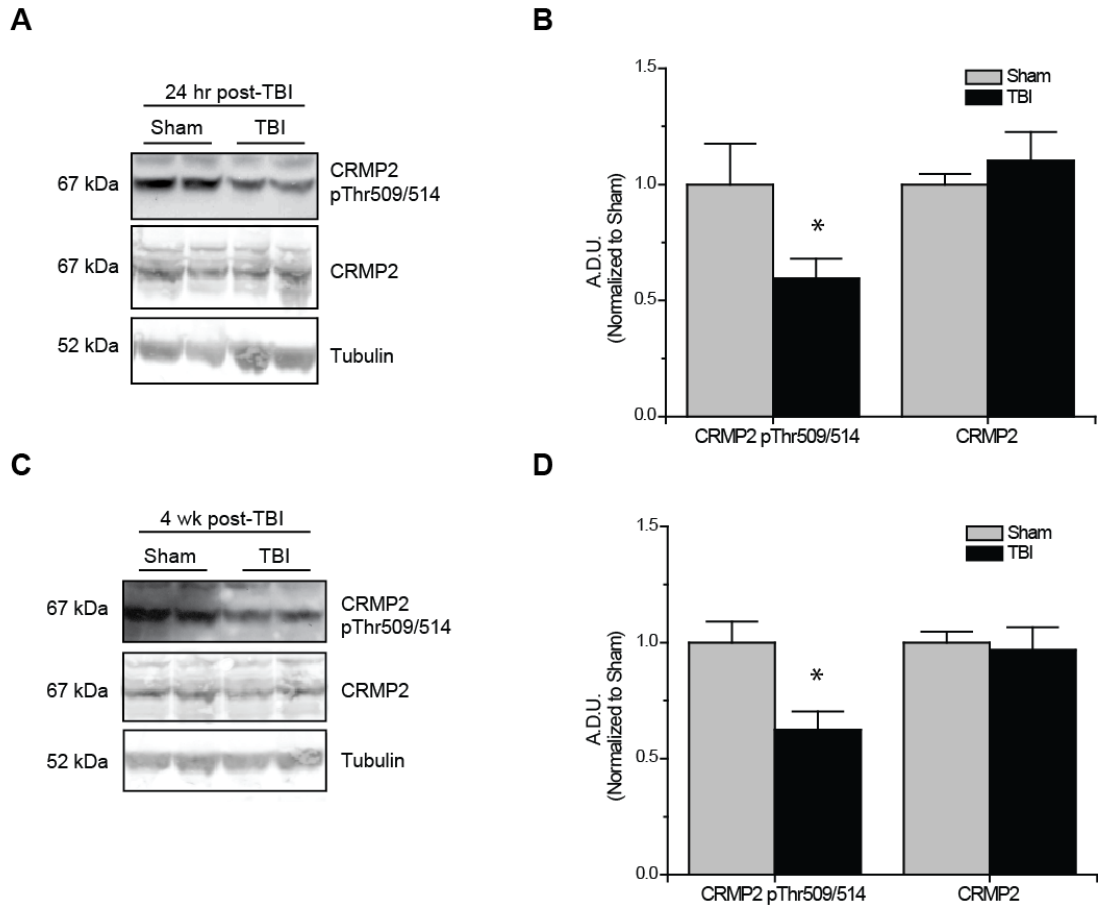 A
24 hr post-TBI
Sham TBI
67 kDa
CRMP2
pThr509/514
67 kDa
CRMP2
52 kDa
Tubulin
B
1.5
1.0
0.5
0.0
A.D.U.
(Normalized to Sham)
Sham
TBI
*
CRMP2 pThr509/514
CRMP2
C
4 wk post-TBI
Sham TBI
67 kDa
CRMP2
pThr509/514
67 kDa
CRMP2
52 kDa
Tubulin
D
1.5
1.0
0.5
0.0
A.D.U.
(Normalized to Sham)
Sham
TBI
*
CRMP2 pThr509/514
CRMP2